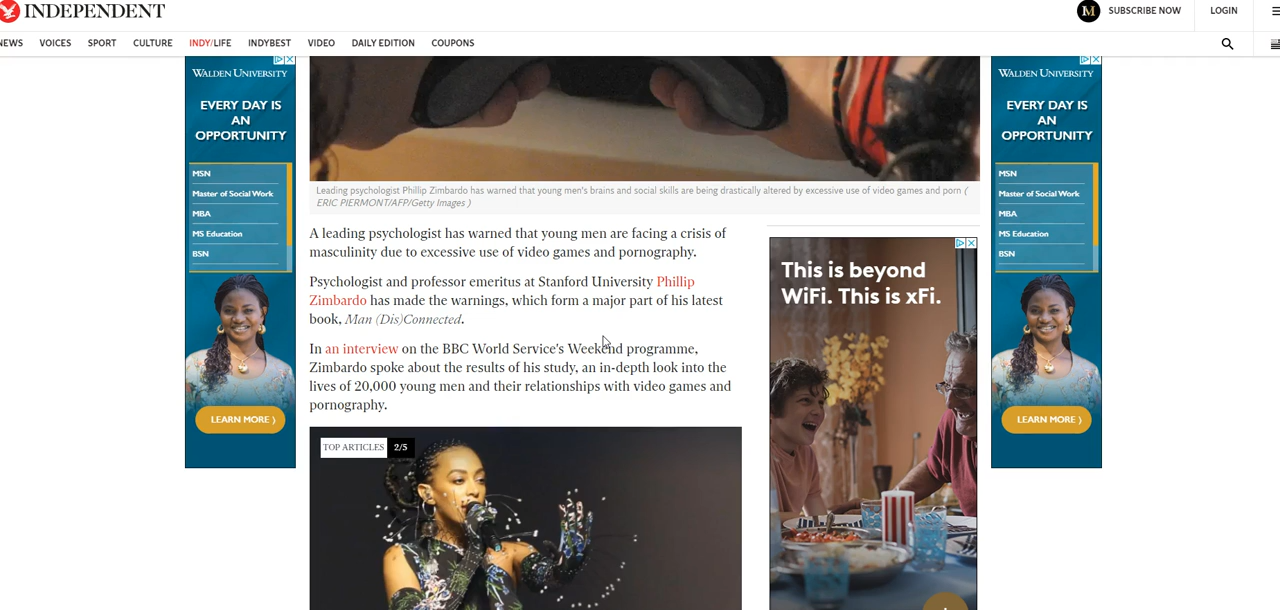 INDEPENDENT
SUBSCRIBE NOW
LOGIN
NEWS VOICES SPORT CULTURE INDY/LIFE INDYBEST VIDEO DAILY EDITION COUPONS
WALDEN UNIVERSITY
EVERY DAY IS
AN
OPPORTUNITY
MSN
Master of Social Work
MBA
MS Education
BSN
LEARN MORE
Leading psychologist Phillip Zimbardo has warned that young men's brains and social skills are being drastically altered by excessive use of video games and porn (
ERIC PIERMONT/AFP/Getty Images )
A leading psychologist has warned that young men are facing a crisis of
masculinity due to excessive use of video games and pornography.
Psychologist and professor emeritus at Stanford University Phillip
Zimbardo has made the warnings, which form a major part of his latest
book, Man (Dis)Connected.
In an interview on the BBC World Service's Weekend programme,
Zimbardo spoke about the results of his study, an in-depth look into the
lives of 20,000 young men and their relationships with video games and
pornography.
TOP ARTICLES 2/5
This is beyond
WiFi. This is xFi.
WALDEN UNIVERSITY
EVERY DAY IS
AN
OPPORTUNITY
MSN
Master of Social Work
MBA
MS Education
BSN
LEARN MORE